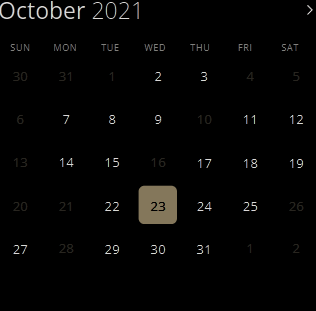 October 2021
SUN MON TUE WED THU FRI SAT
30 31 1 2 3 4 5
6 7 8 9 10 11 12
13 14 15 16 17 18 19
20 21 22 23 24 25 26
27 28 29 30 31 1 2